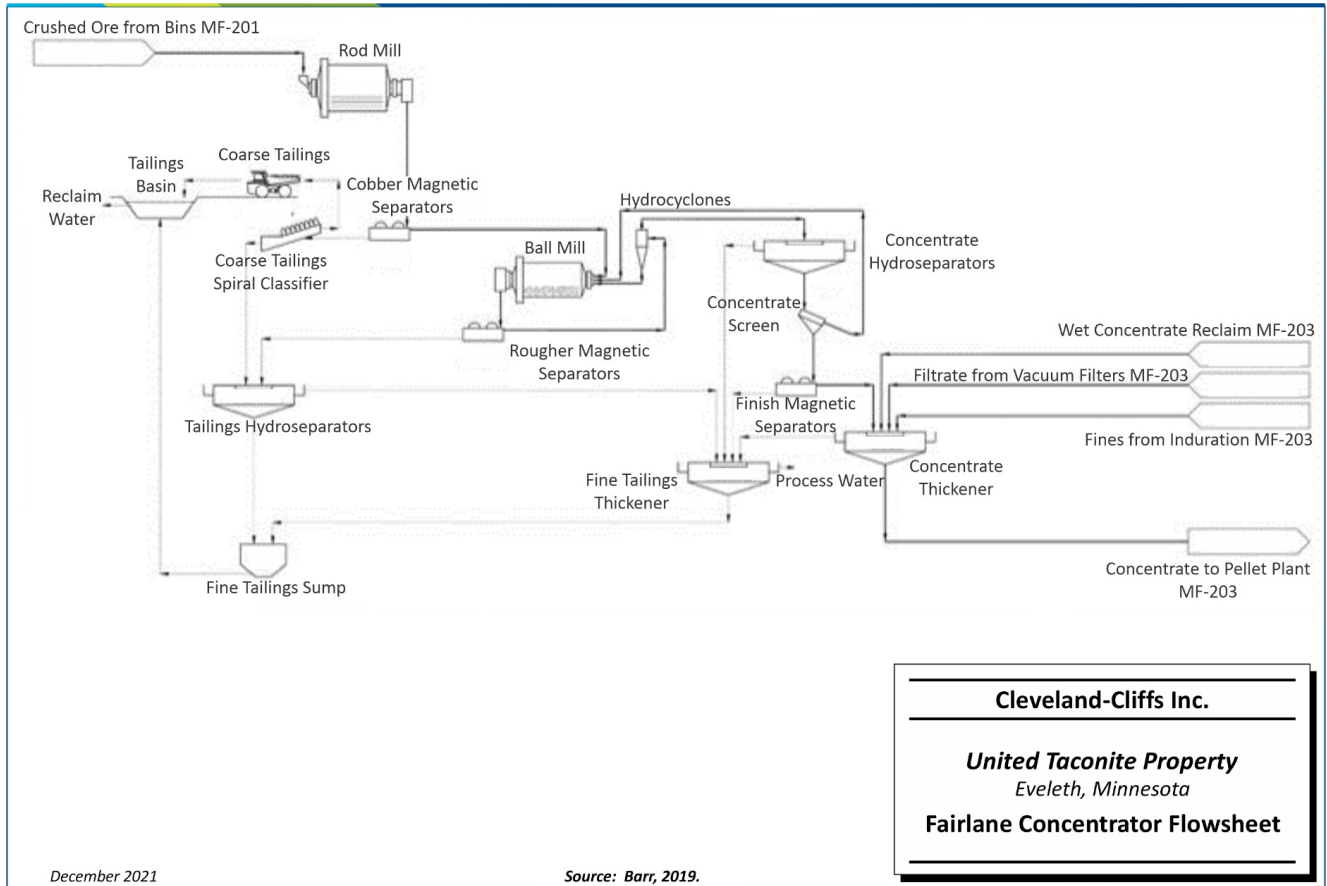 Crushed Ore from Bins MF-201
Rod Mill
Coarse Tailings
Tailings
Basin
Reclaim
Water
Cobber Magnetic
Separators
Hydrocyclones
Coarse Tailings
Spiral Classifier
Ball Mill
Concentrate
Hydroseparators
Concentrate
Screen
Rougher Magnetic
Separators
Wet Concentrate Reclaim MF-203
Filtrate from Vacuum Filters MF-203
Finish Magnetic
Separators
Fines from Induration MF-203
Tailings Hydroseparators
Fine Tailings
Thickener
Process Water
Concentrate
Thickener
Fine Tailings Sump
Concentrate to Pellet Plant
MF-203
Cleveland-Cliffs Inc.
United Taconite Property
Eveleth, Minnesota
Fairlane Concentrator Flowsheet
December 2021
Source: Barr, 2019.